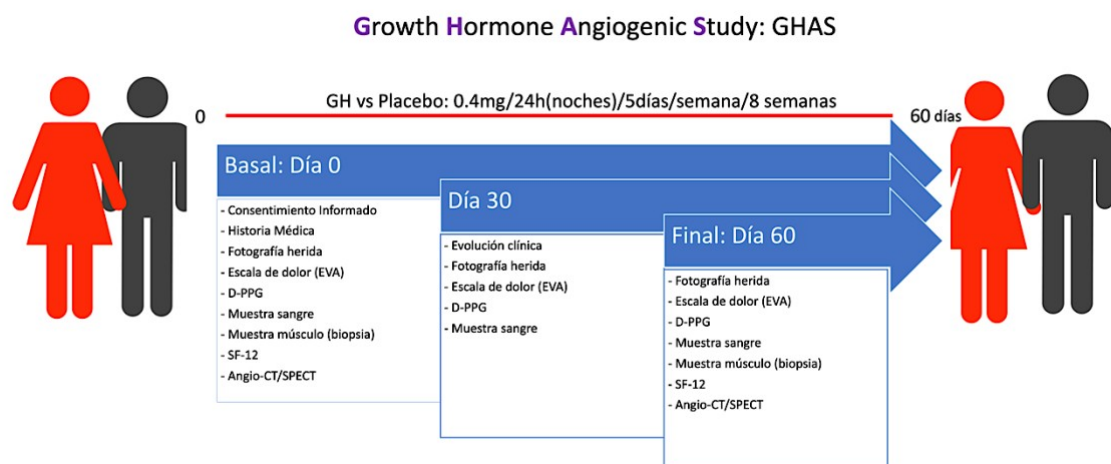 Growth Hormone Angiogenic Study: GHAS
GH vs Placebo: 0.4mg/24h(noches)/5días/semana/8 semanas
0
60 días
Basal: Día 0
- Consentimiento Informado
- Historia Médica
- Fotografía herida
- Escala de dolor (EVA)
- D-PPG
- Muestra sangre
- Muestra músculo (biopsia)
- SF-12
- Angio-CT/SPECT
Día 30
- Evolución clínica
- Fotografía herida
- Escala de dolor (EVA)
- D-PPG
- Muestra sangre
Final: Día 60
- Fotografía herida
- Escala de dolor (EVA)
- D-PPG
- Muestra sangre
- Muestra músculo (biopsia)
- SF-12
- Angio-CT/SPECT